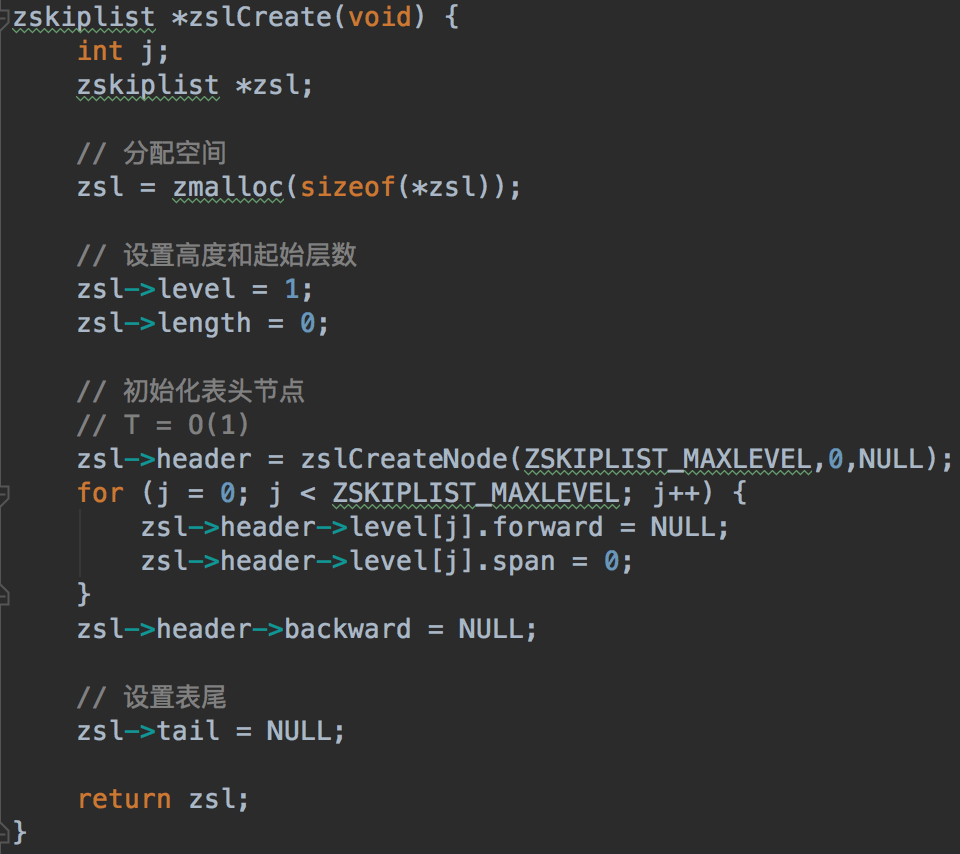 zskiplist *zslCreate(void) {
    int j;
    zskiplist *zsl;
    // 分配空间
    zsl = zmalloc(sizeof(*zsl));
    // 设置高度和起始层数
    zsl->level = 1;
    zsl->length = 0;
    // 初始化表头节点
    // T = O(1)
    zsl->header = zslCreateNode(ZSKIPLIST_MAXLEVEL,0,NULL);
    for (j = 0; j < ZSKIPLIST_MAXLEVEL; j++) {
        zsl->header->level[j].forward = NULL;
        zsl->header->level[j].span = 0;
    }
    zsl->header->backward = NULL;
    // 设置表尾
    zsl->tail = NULL;
    return zsl;
}